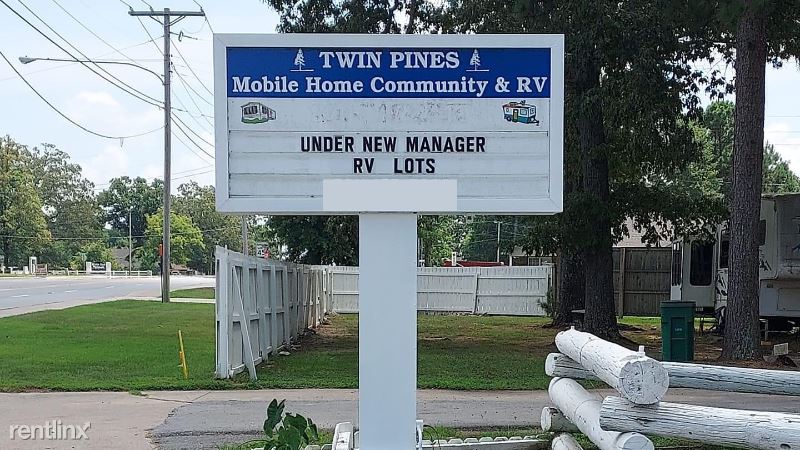 TWIN PINES
Mobile Home Community & RV
UNDER NEW MANAGER
RV LOTS
rentlinx